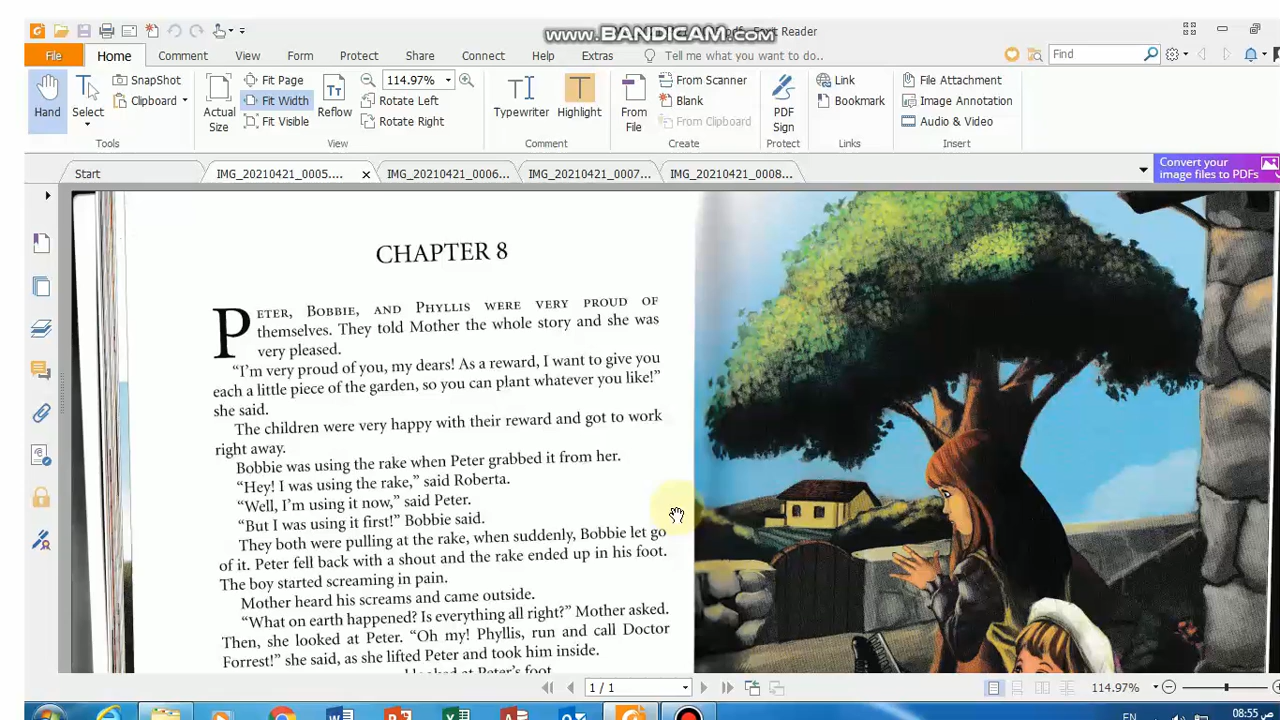 www.BANDICAM.com
Reader
File
Home
Comment
View
Form
Protect
Share
Connect
Help
Extras
Tell me what you want to do..
Find
Hand
Select
SnapShot
Clipboard
Tools
Actual Size
Fit Page
Fit Width
Fit Visible
Reflow
114.97%
Rotate Left
Rotate Right
View
Typewriter
Highlight
Comment
From File
From Scanner
Blank
From Clipboard
Create
PDF Sign
Protect
Link
Bookmark
Links
File Attachment
Image Annotation
Audio & Video
Insert
Start
IMG_20210421_0005....
IMG_20210421_0006...
IMG_20210421_0007...
IMG_20210421_0008...
Convert your
image files to PDFs
CHAPTER 8
PETER, BOBBIE, AND PHYLLIS WERE VERY PROUD OF
themselves. They told Mother the whole story and she was
very pleased.
“I’m very proud of you, my dears! As a reward, I want to give you
each a little piece of the garden, so you can plant whatever you like!”
she said.
The children were very happy with their reward and got to work
right away.
Bobbie was using the rake when Peter grabbed it from her.
“Hey! I was using the rake,” said Roberta.
“Well, I’m using it now,” said Peter.
“But I was using it first!” Bobbie said.
They both were pulling at the rake, when suddenly, Bobbie let go
of it. Peter fell back with a shout and the rake ended up in his foot.
The boy started screaming in pain.
Mother heard his screams and came outside.
“What on earth happened? Is everything all right?” Mother asked.
Then, she looked at Peter. “Oh my! Phyllis, run and call Doctor
Forrest!” she said, as she lifted Peter and took him inside.
looked at Peter’s foot
1 / 1
114.97%
EN
08:55 ص